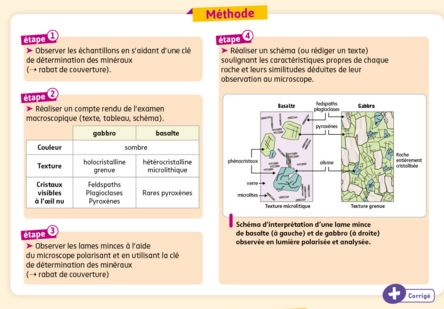 Méthode
étape 1
➤ Observer les échantillons en s'aidant d'une clé
de détermination des minéraux
(→ rabat de couverture).
étape 2
➤ Réaliser un compte rendu de l'examen
macroscopique (texte, tableau, schéma).
gabbro basalte
Couleur sombre
Texture holocristalline grenue hétérocristalline microlithique
Cristaux visibles à l'œil nu Feldspaths Plagioclases Pyroxènes Rares pyroxènes
étape 3
➤ Observer les lames minces à l'aide
du microscope polarisant et en utilisant la clé
de détermination des minéraux
(→ rabat de couverture)
étape 4
➤ Réaliser un schéma (ou rédiger un texte)
soulignant les caractéristiques propres de chaque
roche et leurs similitudes déduites de leur
observation au microscope.
Basalte
feldspaths
plagioclases
Gabbro
pyroxènes
phénocristaux
olivine
Roche
entièrement
cristallisée
verre
microlites
Texture microlitique
Texture grenue
Schéma d'interprétation d'une lame mince
de basalte (à gauche) et de gabbro (à droite)
observée en lumière polarisée et analysée.
+ Corrigé